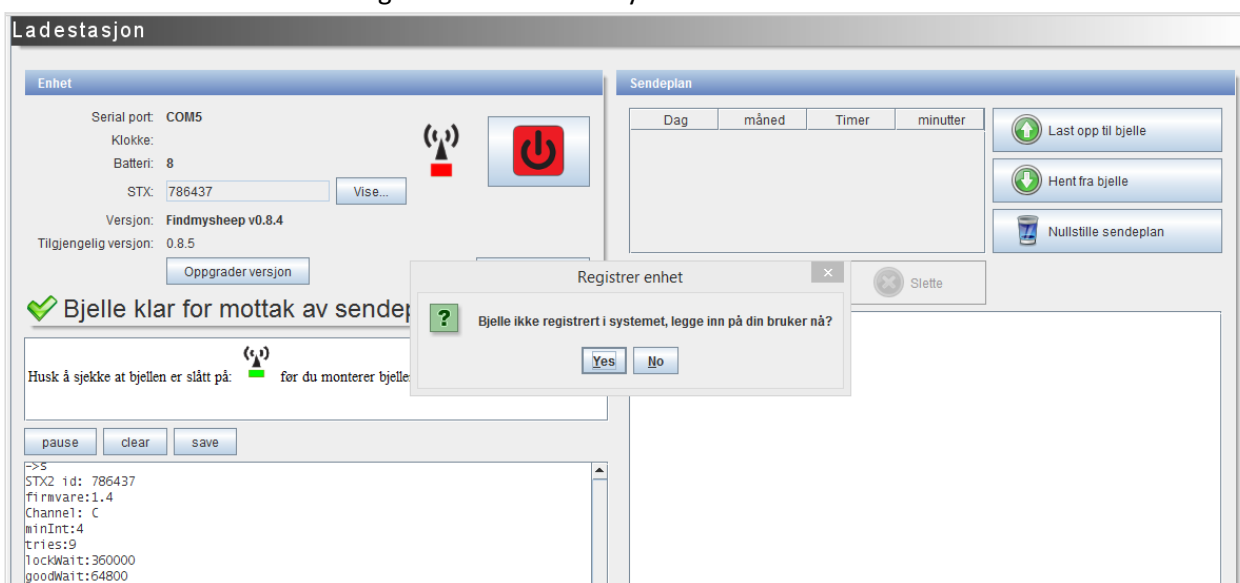 Ladestasjon
Enhet
Serial port: COM5
Klokke:
Batteri: 8
STX: 786437 Vise...
Versjon: Findmysheep v0.8.4
Tilgjengelig versjon: 0.8.5
Oppgrader versjon
Bjelle klar for mottak av sendep
Husk å sjekke at bjellen er slått på: før du monterer bjelle
pause clear save
->s
STX2 id: 786437
firmvare:1.4
Channel: C
minInt:4
tries:9
lockWait:360000
goodWait:64800
Sendeplan
Dag måned Timer minutter
Last opp til bjelle
Hent fra bjelle
Nullstille sendeplan
Slette
Registrer enhet
Bjelle ikke registrert i systemet, legge inn på din bruker nå?
Yes No